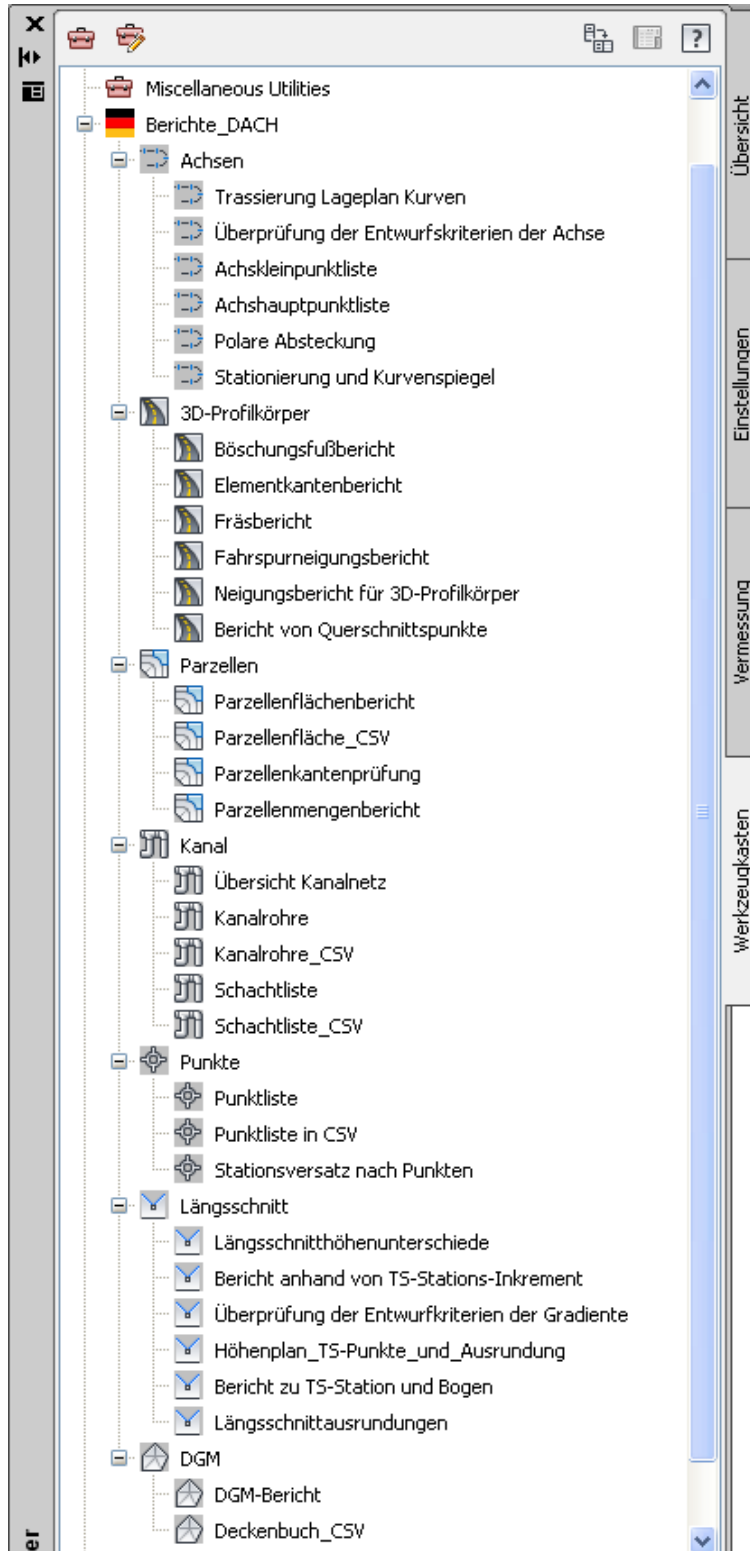 Miscellaneous Utilities
Berichte_DACH
Achsen
Trassierung Lageplan Kurven
Überprüfung der Entwurfskriterien der Achse
Achskleinpunktliste
Achshauptpunktliste
Polare Absteckung
Stationierung und Kurvenspiegel
3D-Profilkörper
Böschungsfußbericht
Elementkantenbericht
Fräsbericht
Fahrspurneigungsbericht
Neigungsbericht für 3D-Profilkörper
Bericht von Querschnittspunkte
Parzellen
Parzellenflächenbericht
Parzellenfläche_CSV
Parzellenkantenprüfung
Parzellenmengenbericht
Kanal
Übersicht Kanalnetz
Kanalrohre
Kanalrohre_CSV
Schachtliste
Schachtliste_CSV
Punkte
Punktliste
Punktliste in CSV
Stationsversatz nach Punkten
Längsschnitt
Längsschnitthöhenunterschiede
Bericht anhand von TS-Stations-Inkrement
Überprüfung der Entwurfkriterien der Gradiente
Höhenplan_TS-Punkte_und_Ausrundung
Bericht zu TS-Station und Bogen
Längsschnittausrundungen
DGM
DGM-Bericht
Deckenbuch_CSV
Übersicht
Einstellungen
Vermessung
Werkzeugkasten
er